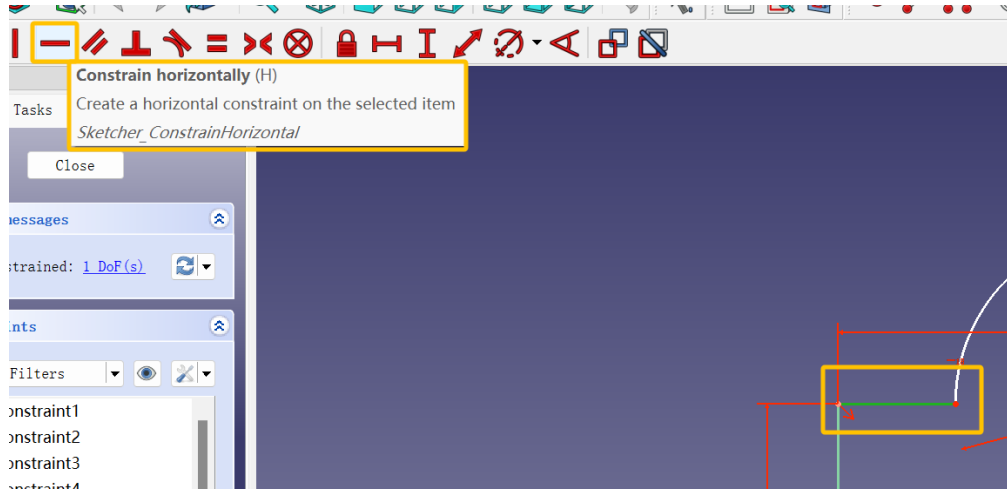 Constrain horizontally (H)
Create a horizontal constraint on the selected item
Sketcher_ConstrainHorizontal
Tasks
Close
nessages
strained: 1 DoF(s)
ints
Filters
onstraint1
onstraint2
onstraint3
onstraint4